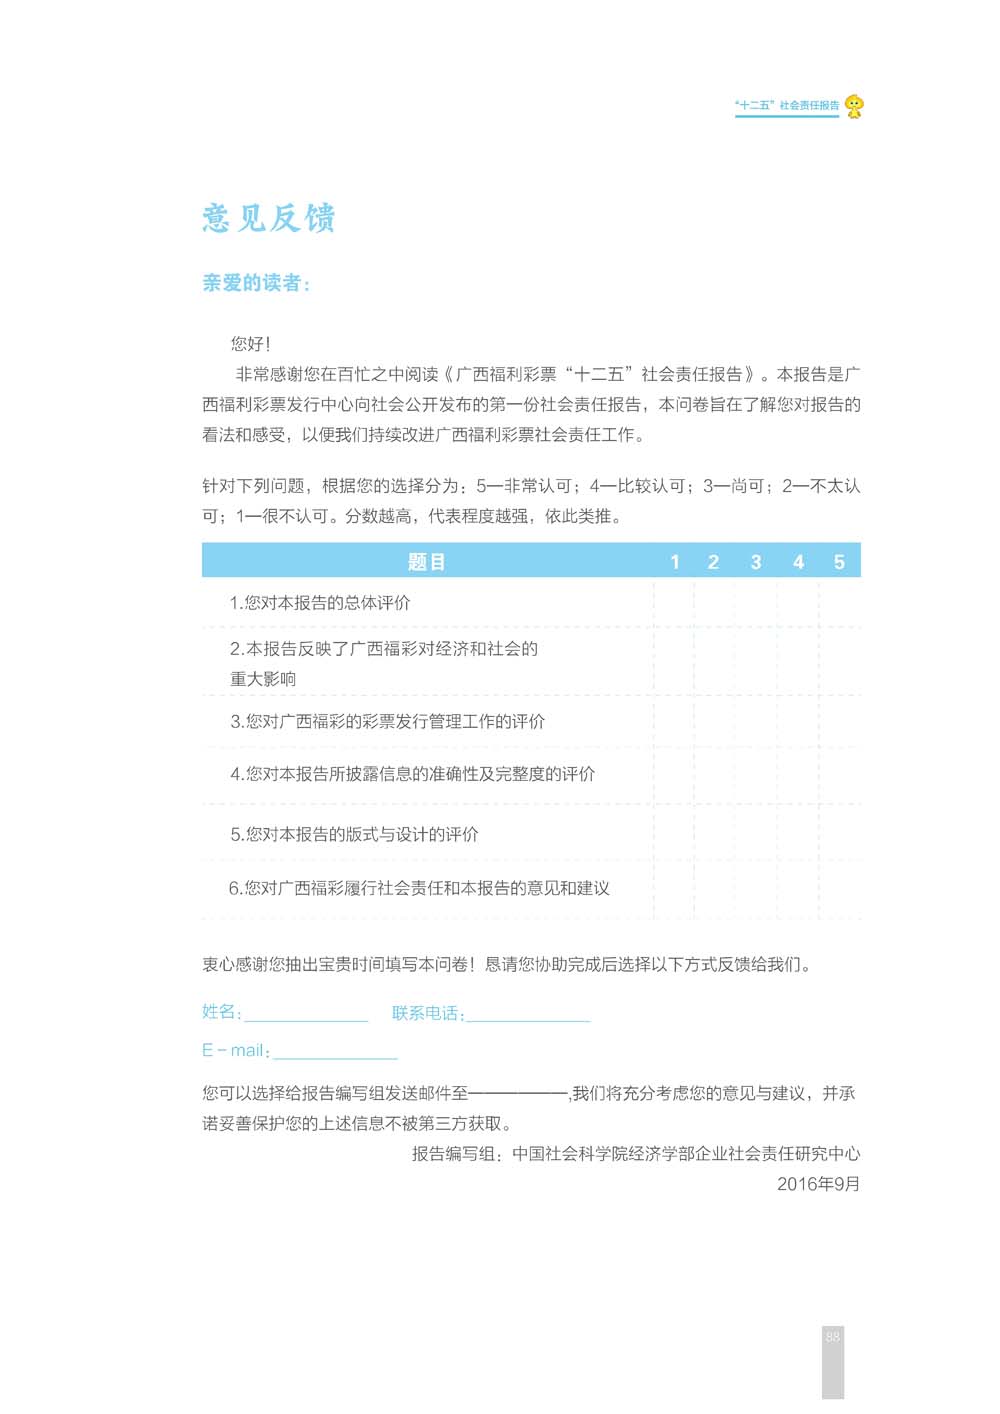 “十二五”社会责任报告
意见反馈
亲爱的读者：
您好！
非常感谢您在百忙之中阅读《广西福利彩票“十二五”社会责任报告》。本报告是广
西福利彩票发行中心向社会公开发布的第一份社会责任报告，本问卷旨在了解您对报告的
看法和感受，以便我们持续改进广西福利彩票社会责任工作。
针对下列问题，根据您的选择分为：5—非常认可；4—比较认可；3—尚可；2—不太认
可；1—很不认可。分数越高，代表程度越强，依此类推。
题目 1 2 3 4 5
1.您对本报告的总体评价
2.本报告反映了广西福彩对经济和社会的
重大影响
3.您对广西福彩的彩票发行管理工作的评价
4.您对本报告所披露信息的准确性及完整度的评价
5.您对本报告的版式与设计的评价
6.您对广西福彩履行社会责任和本报告的意见和建议
衷心感谢您抽出宝贵时间填写本问卷！恳请您协助完成后选择以下方式反馈给我们。
姓名：______________ 联系电话：______________
E-mail：______________
您可以选择给报告编写组发送邮件至——————,我们将充分考虑您的意见与建议，并承
诺妥善保护您的上述信息不被第三方获取。
报告编写组：中国社会科学院经济学部企业社会责任研究中心
2016年9月
88